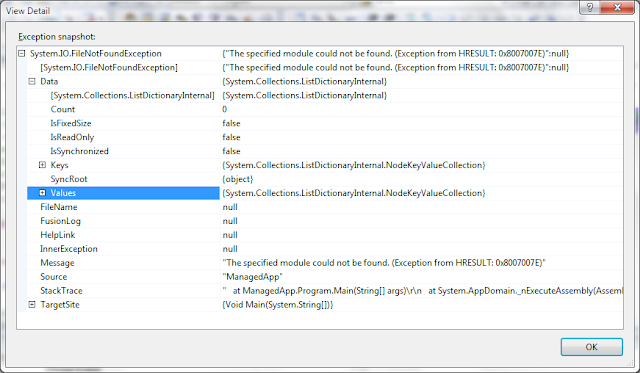 View Detail
Exception snapshot:
System.IO.FileNotFoundException {"The specified module could not be found. (Exception from HRESULT: 0x8007007E)":null}
[System.IO.FileNotFoundException] {"The specified module could not be found. (Exception from HRESULT: 0x8007007E)":null}
Data {System.Collections.ListDictionaryInternal}
[System.Collections.ListDictionaryInternal] {System.Collections.ListDictionaryInternal}
Count 0
IsFixedSize false
IsReadOnly false
IsSynchronized false
Keys {System.Collections.ListDictionaryInternal.NodeKeyValueCollection}
SyncRoot {object}
Values {System.Collections.ListDictionaryInternal.NodeKeyValueCollection}
FileName null
FusionLog null
HelpLink null
InnerException null
Message "The specified module could not be found. (Exception from HRESULT: 0x8007007E)"
Source "ManagedApp"
StackTrace "   at ManagedApp.Program.Main(String[] args)\r\n   at System.AppDomain._nExecuteAssembly(Assembl
TargetSite {Void Main(System.String[])}
OK